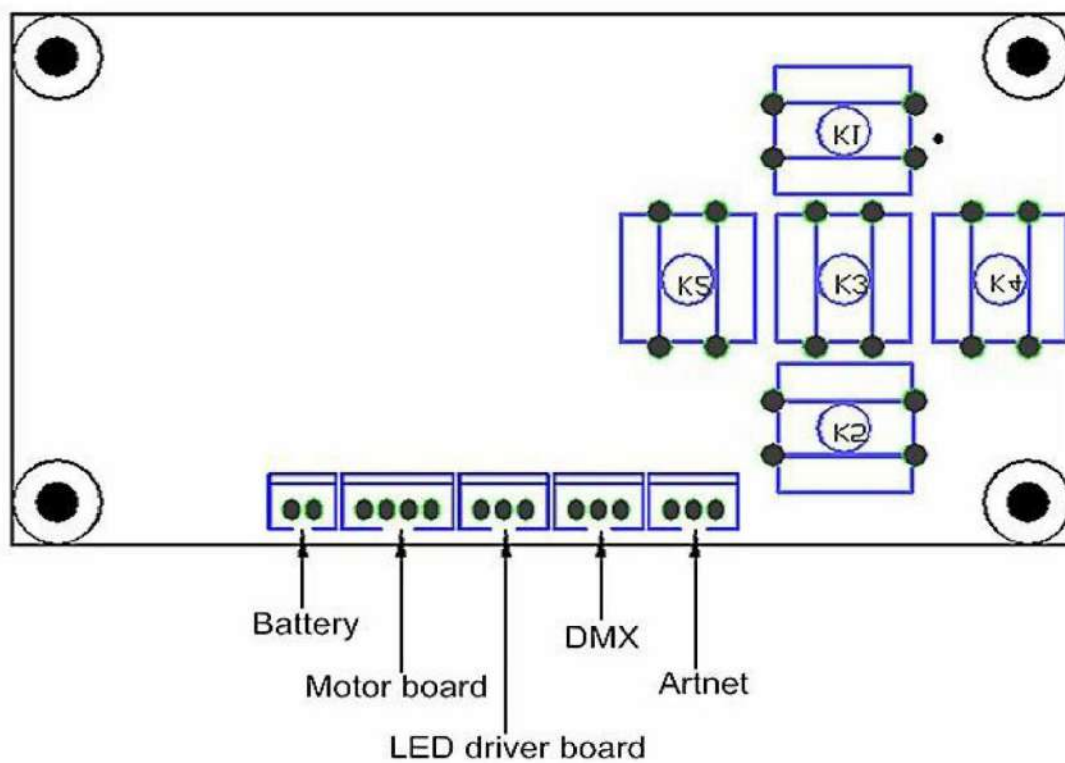 K1
K5
K3
K4
K2
Battery
DMX
Motor board
Artnet
LED driver board